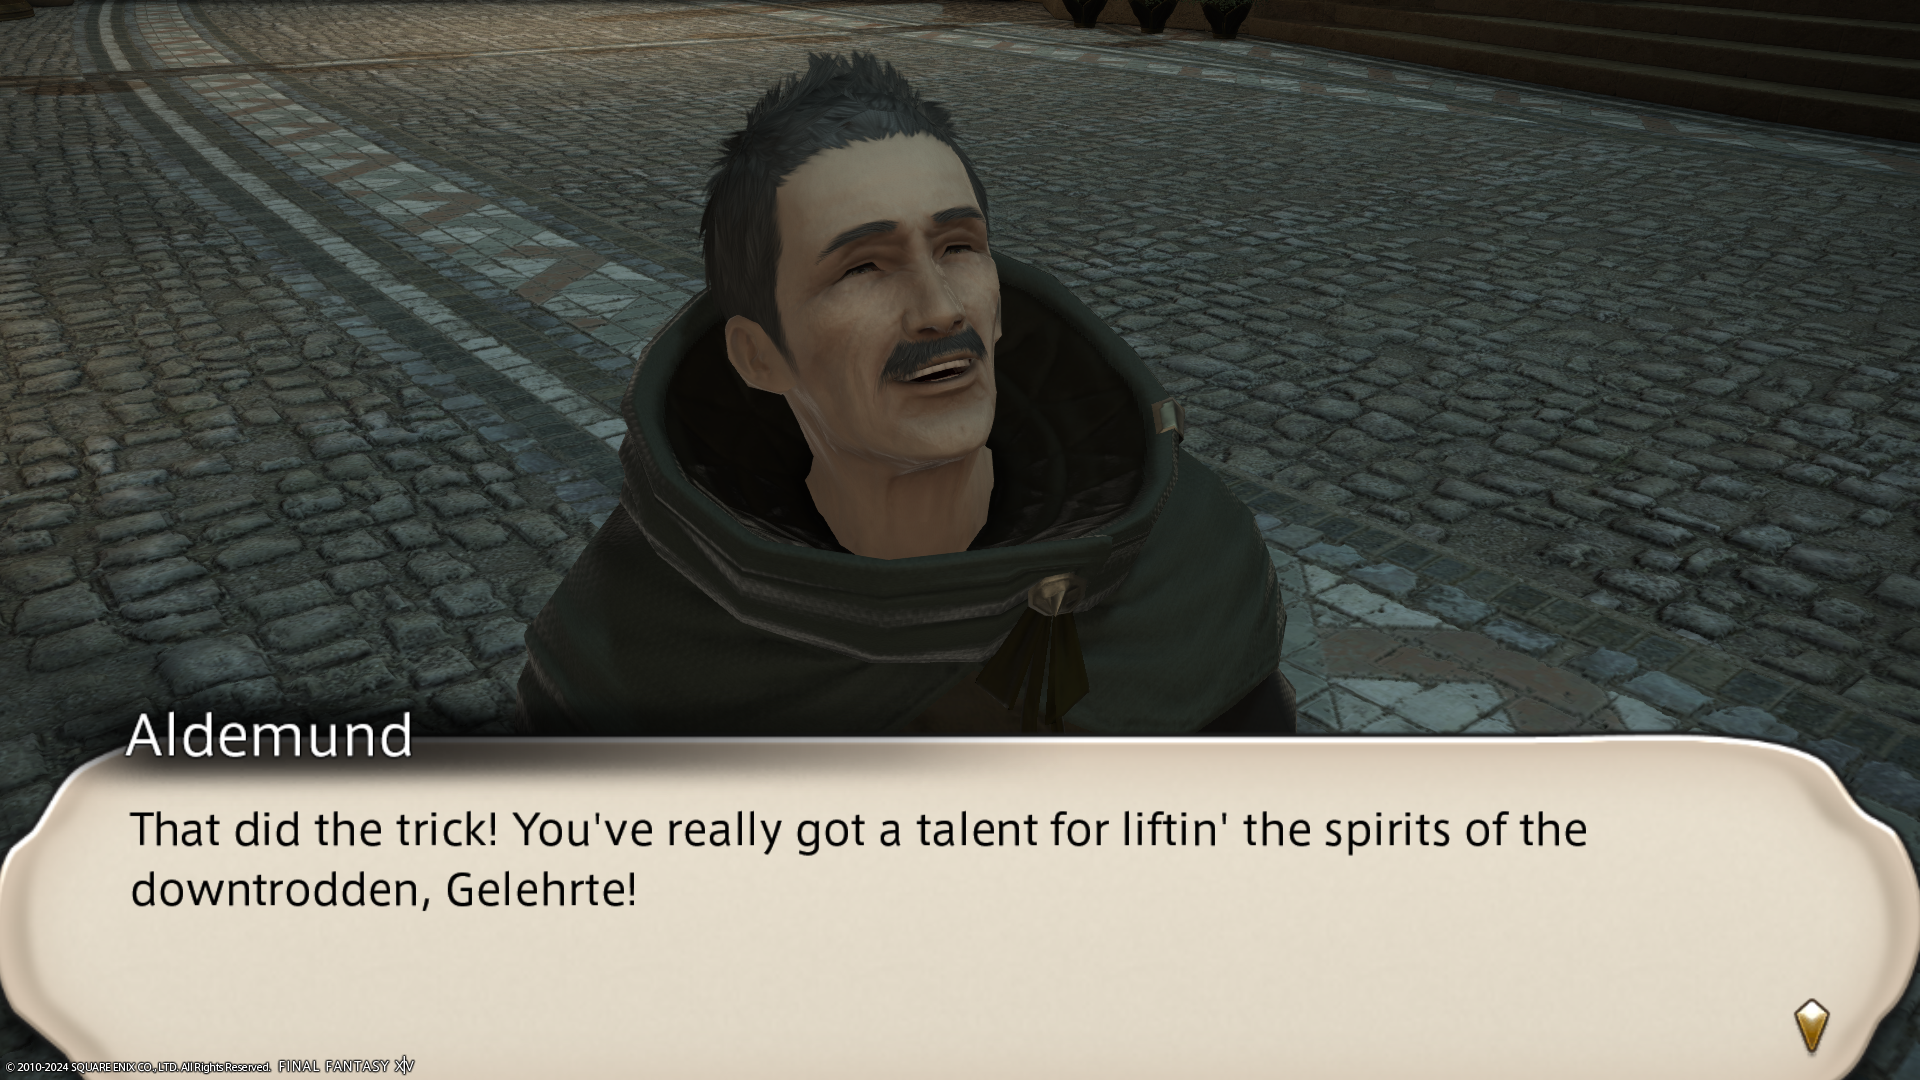 Aldemund
That did the trick! You've really got a talent for liftin' the spirits of the
downtrodden, Gelehrte!
© 2010-2024 SQUARE ENIX CO., LTD. All Rights Reserved. FINAL FANTASY XIV